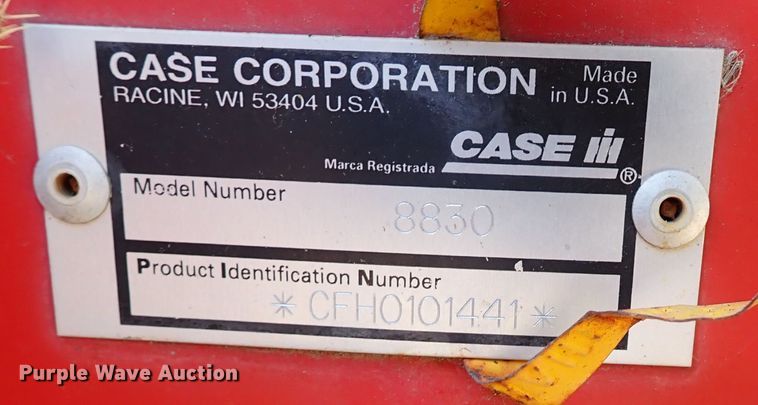 CASE CORPORATION
RACINE, WI 53404 U.S.A.
Made
in U.S.A.
Marca Registrada
CASE IH®
Model Number
8830
Product Identification Number
* CFH0101441 *
Purple Wave Auction